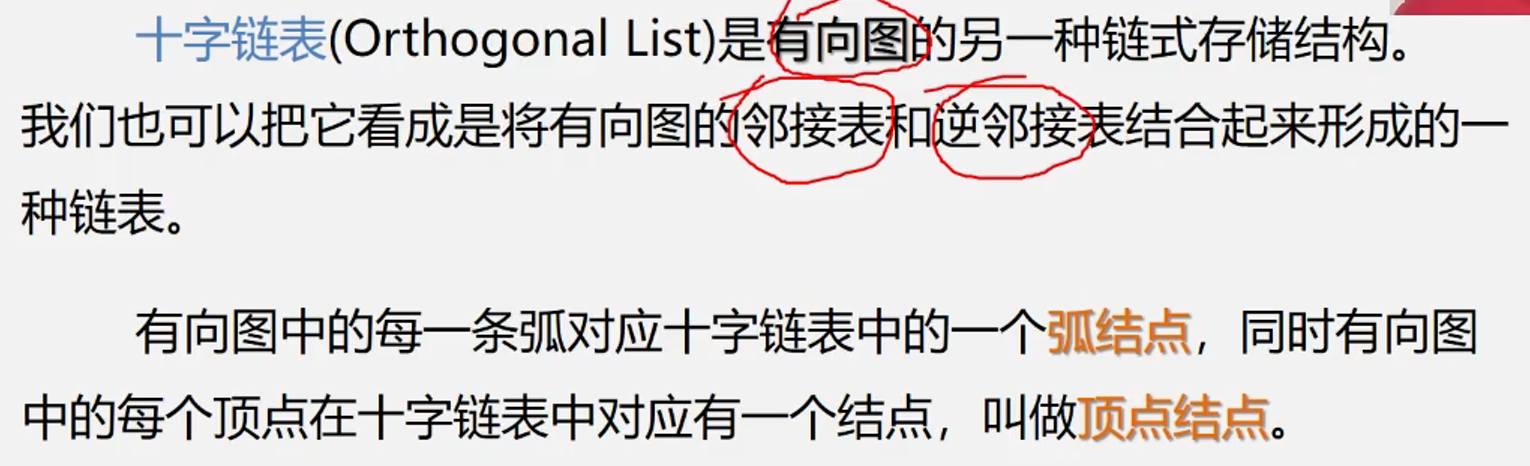 十字链表(Orthogonal List)是有向图的另一种链式存储结构。
我们也可以把它看成是将有向图的邻接表和逆邻接表结合起来形成的一
种链表。
有向图中的每一条弧对应十字链表中的一个弧结点，同时有向图
中的每个顶点在十字链表中对应有一个结点，叫做顶点结点。